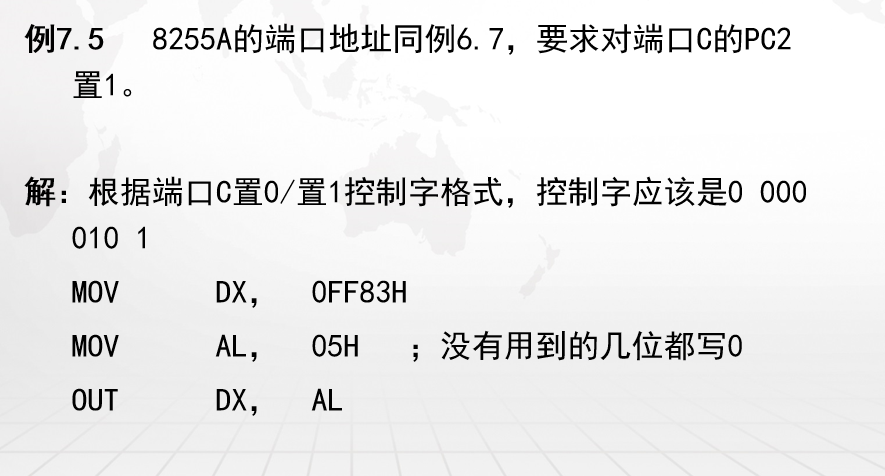 例7.5 8255A的端口地址同例6.7，要求对端口C的PC2
置1。
解：根据端口C置0/置1控制字格式，控制字应该是0 000
010 1
MOV DX， 0FF83H
MOV AL， 05H ；没有用到的几位都写0
OUT DX， AL